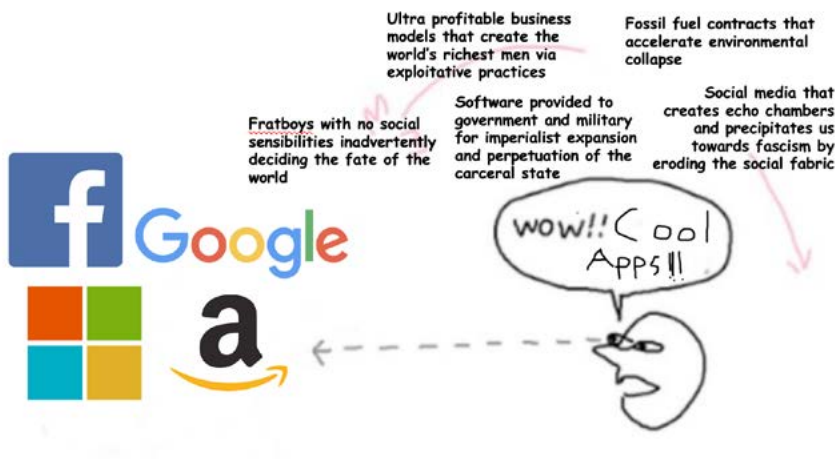 Ultra profitable business
models that create the
world's richest men via
exploitative practices
Fossil fuel contracts that
accelerate environmental
collapse
Fratboys with no social
sensibilities inadvertently
deciding the fate of the
world
Software provided to
government and military
for imperialist expansion
and perpetuation of the
carceral state
Social media that
creates echo chambers
and precipitates us
towards fascism by
eroding the social fabric
f
Google
a
WOW!! Cool
APPS!!!